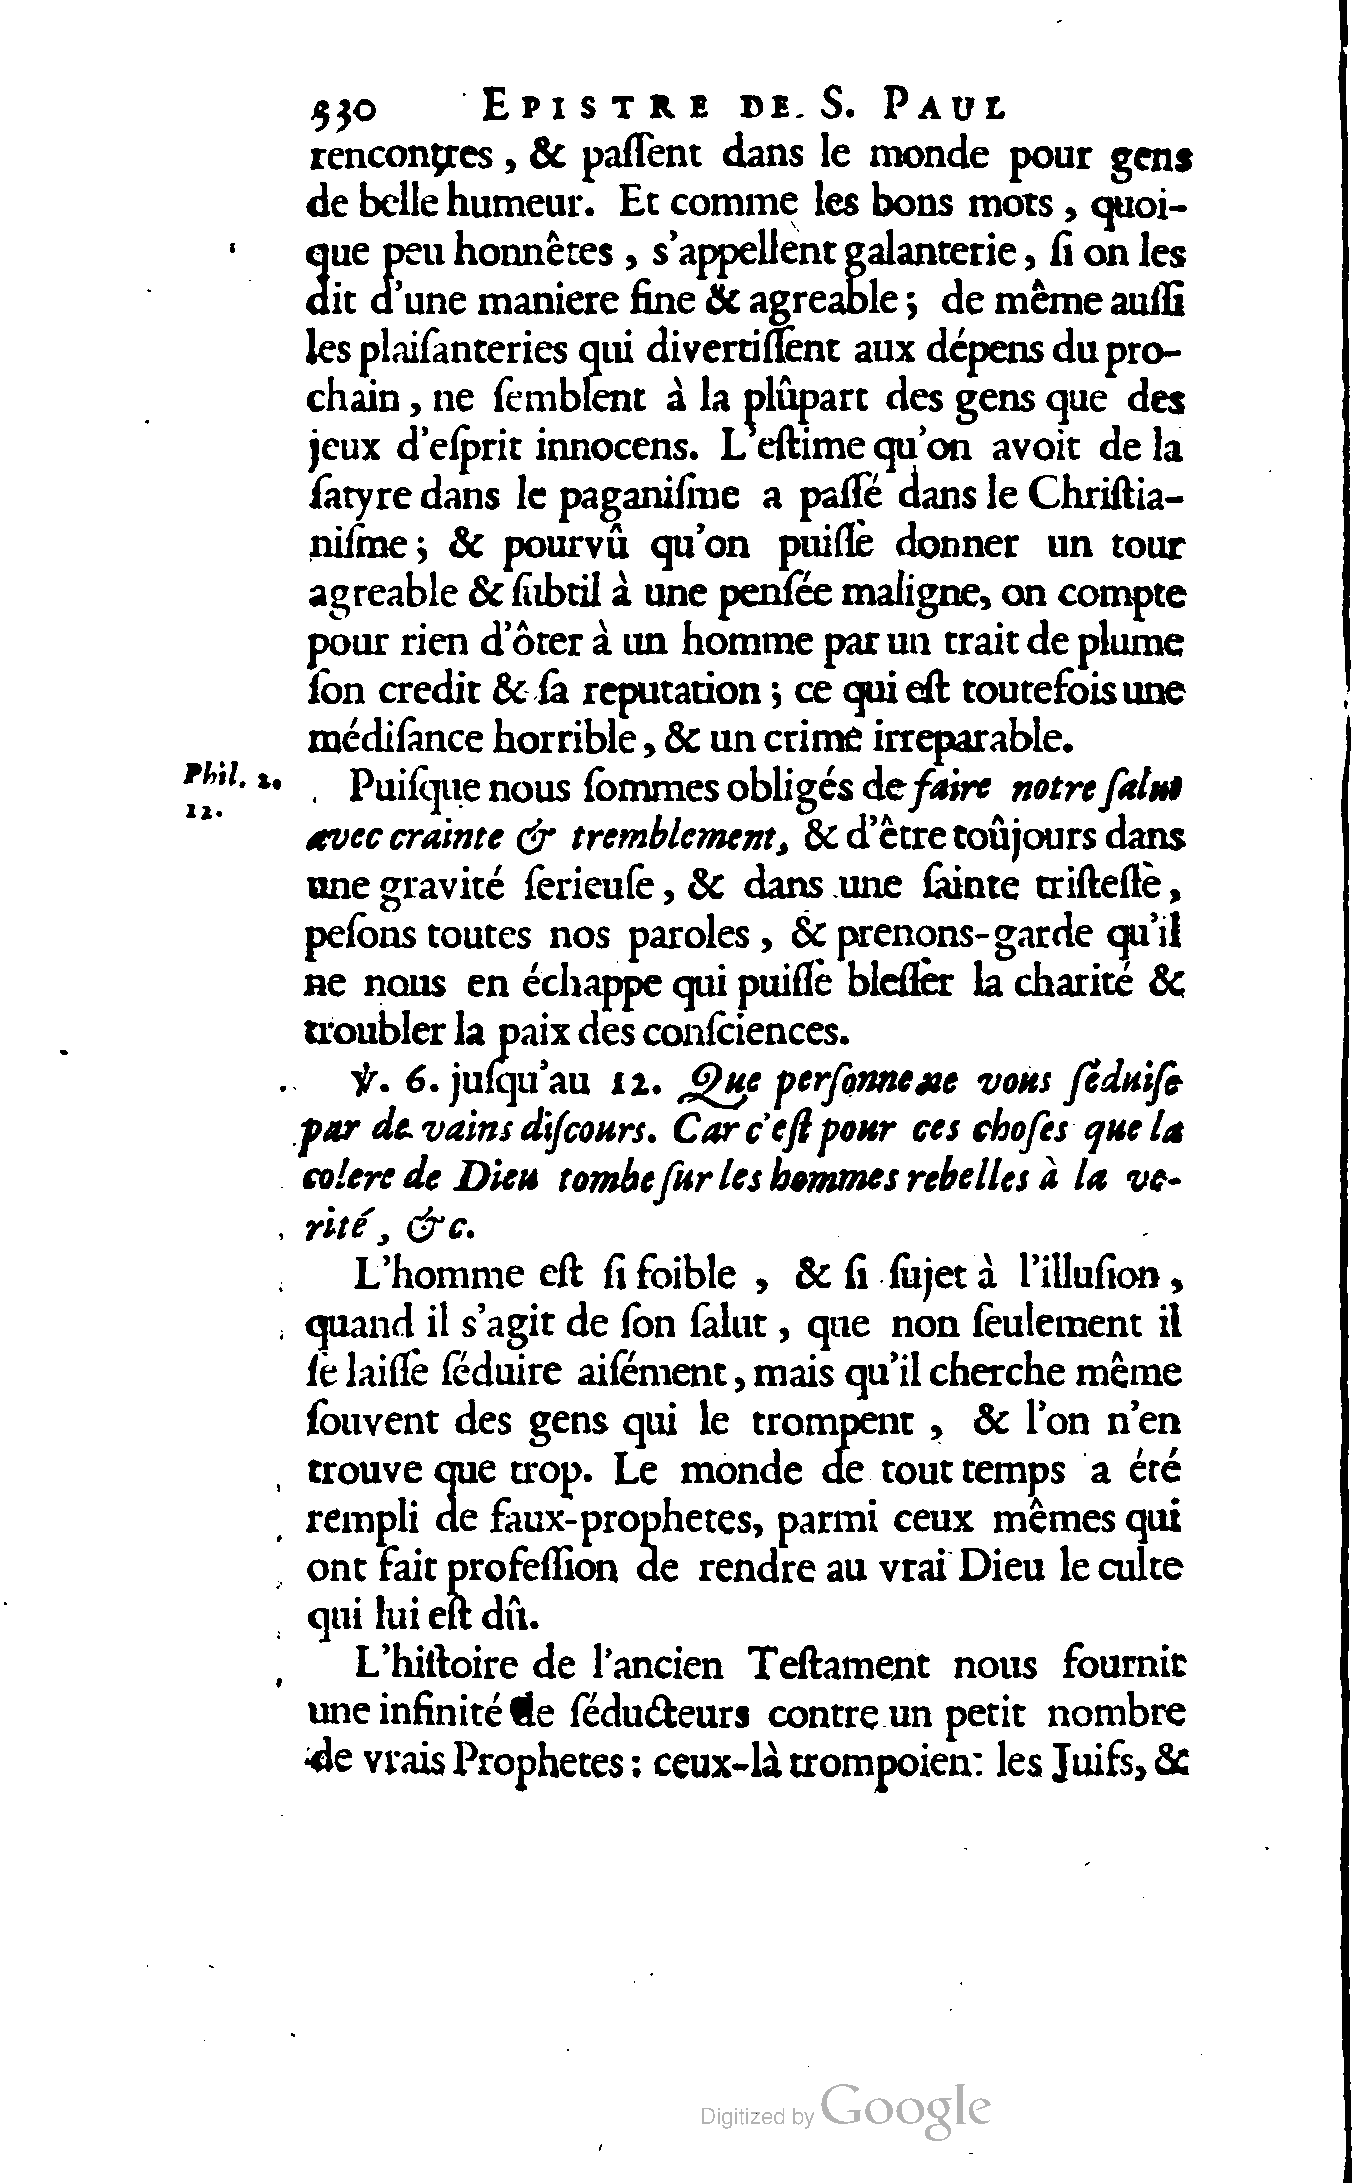 530 EPISTRE DE S. PAUL
rencontres, & paſſent dans le monde pour gens
de belle humeur. Et comme les bons mots, quoi-
que peu honnêtes, s'appellent galanterie, ſi on les
dit d'une maniere fine & agreable; de même auſſi
les plaiſanteries qui divertiſſent aux dépens du pro-
chain, ne ſemblent à la plûpart des gens que des
jeux d'eſprit innocens. L'eſtime qu'on avoit de la
ſatyre dans le paganiſme a paſſé dans le Chriſtia-
niſme; & pourvû qu'on puiſſe donner un tour
agreable & ſubtil à une penſée maligne, on compte
pour rien d'ôter à un homme par un trait de plume
ſon credit & ſa reputation; ce qui eſt toutefois une
médiſance horrible, & un crime irreparable.
Phil. 2.
12.
Puiſque nous ſommes obligés de faire notre ſalut
avec crainte & tremblement, & d'être toûjours dans
une gravité ſerieuſe, & dans une ſainte triſteſſe,
peſons toutes nos paroles, & prenons-garde qu'il
ne nous en échappe qui puiſſe bleſſer la charité &
troubler la paix des conſciences.
℣. 6. juſqu'au 12. Que perſonne ne vous ſéduiſe
par de vains diſcours. Car c'eſt pour ces choſes que la
colere de Dieu tombe ſur les hommes rebelles à la ve-
rité, &c.
L'homme eſt ſi foible, & ſi ſujet à l'illuſion,
quand il s'agit de ſon ſalut, que non ſeulement il
ſe laiſſe ſéduire aiſément, mais qu'il cherche même
ſouvent des gens qui le trompent, & l'on n'en
trouve que trop. Le monde de tout temps a été
rempli de faux-prophetes, parmi ceux mêmes qui
ont fait profeſſion de rendre au vrai Dieu le culte
qui lui eſt dû.
L'hiſtoire de l'ancien Teſtament nous fournit
une infinité de ſéducteurs contre un petit nombre
de vrais Prophetes: ceux-là trompoient les Juifs, &
Digitized by Google